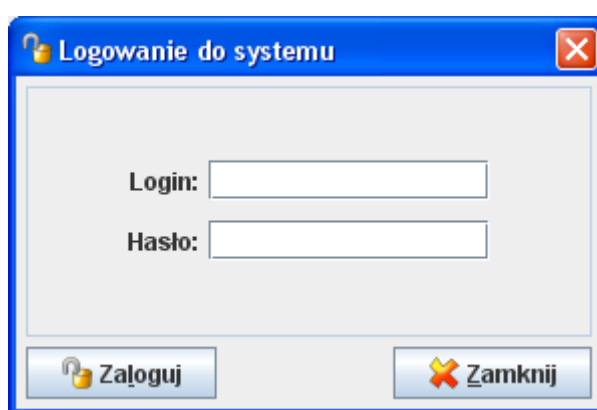 Logowanie do systemu
Login:
Hasło:
Zaloguj
Zamknij